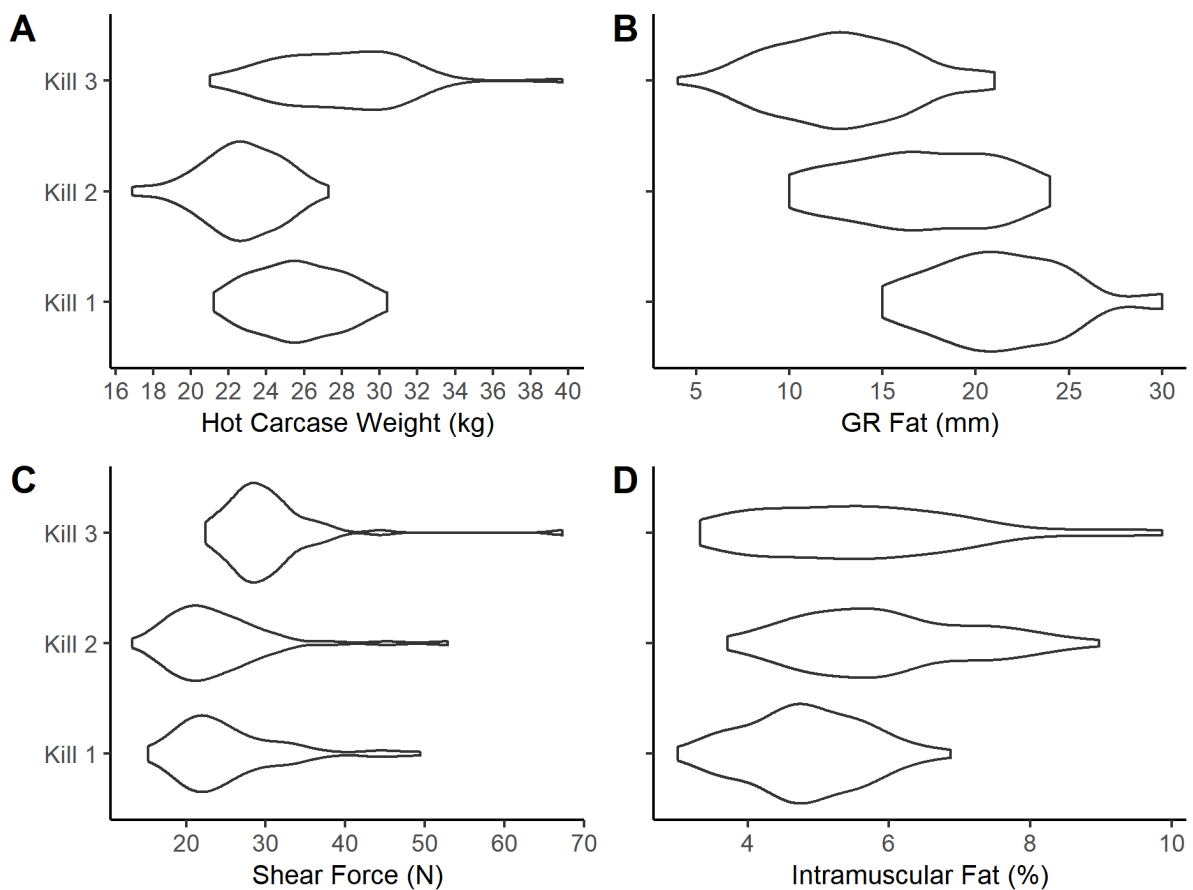 A
Kill 3
Kill 2
Kill 1
16 18 20 22 24 26 28 30 32 34 36 38 40
Hot Carcase Weight (kg)
B
5 10 15 20 25 30
GR Fat (mm)
C
Kill 3
Kill 2
Kill 1
20 30 40 50 60 70
Shear Force (N)
D
4 6 8 10
Intramuscular Fat (%)